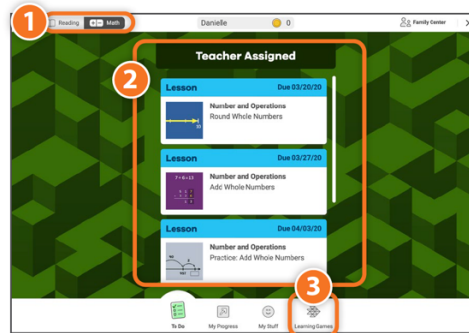 1
Reading
Math
Danielle
0
Family Center
2
Teacher Assigned
Lesson Due 03/20/20
Number and Operations
Round Whole Numbers
Lesson Due 03/27/20
Number and Operations
Add Whole Numbers
Lesson Due 04/03/20
Number and Operations
Practice: Add Whole Numbers
3
To Do
My Progress
My Stuff
Learning Games